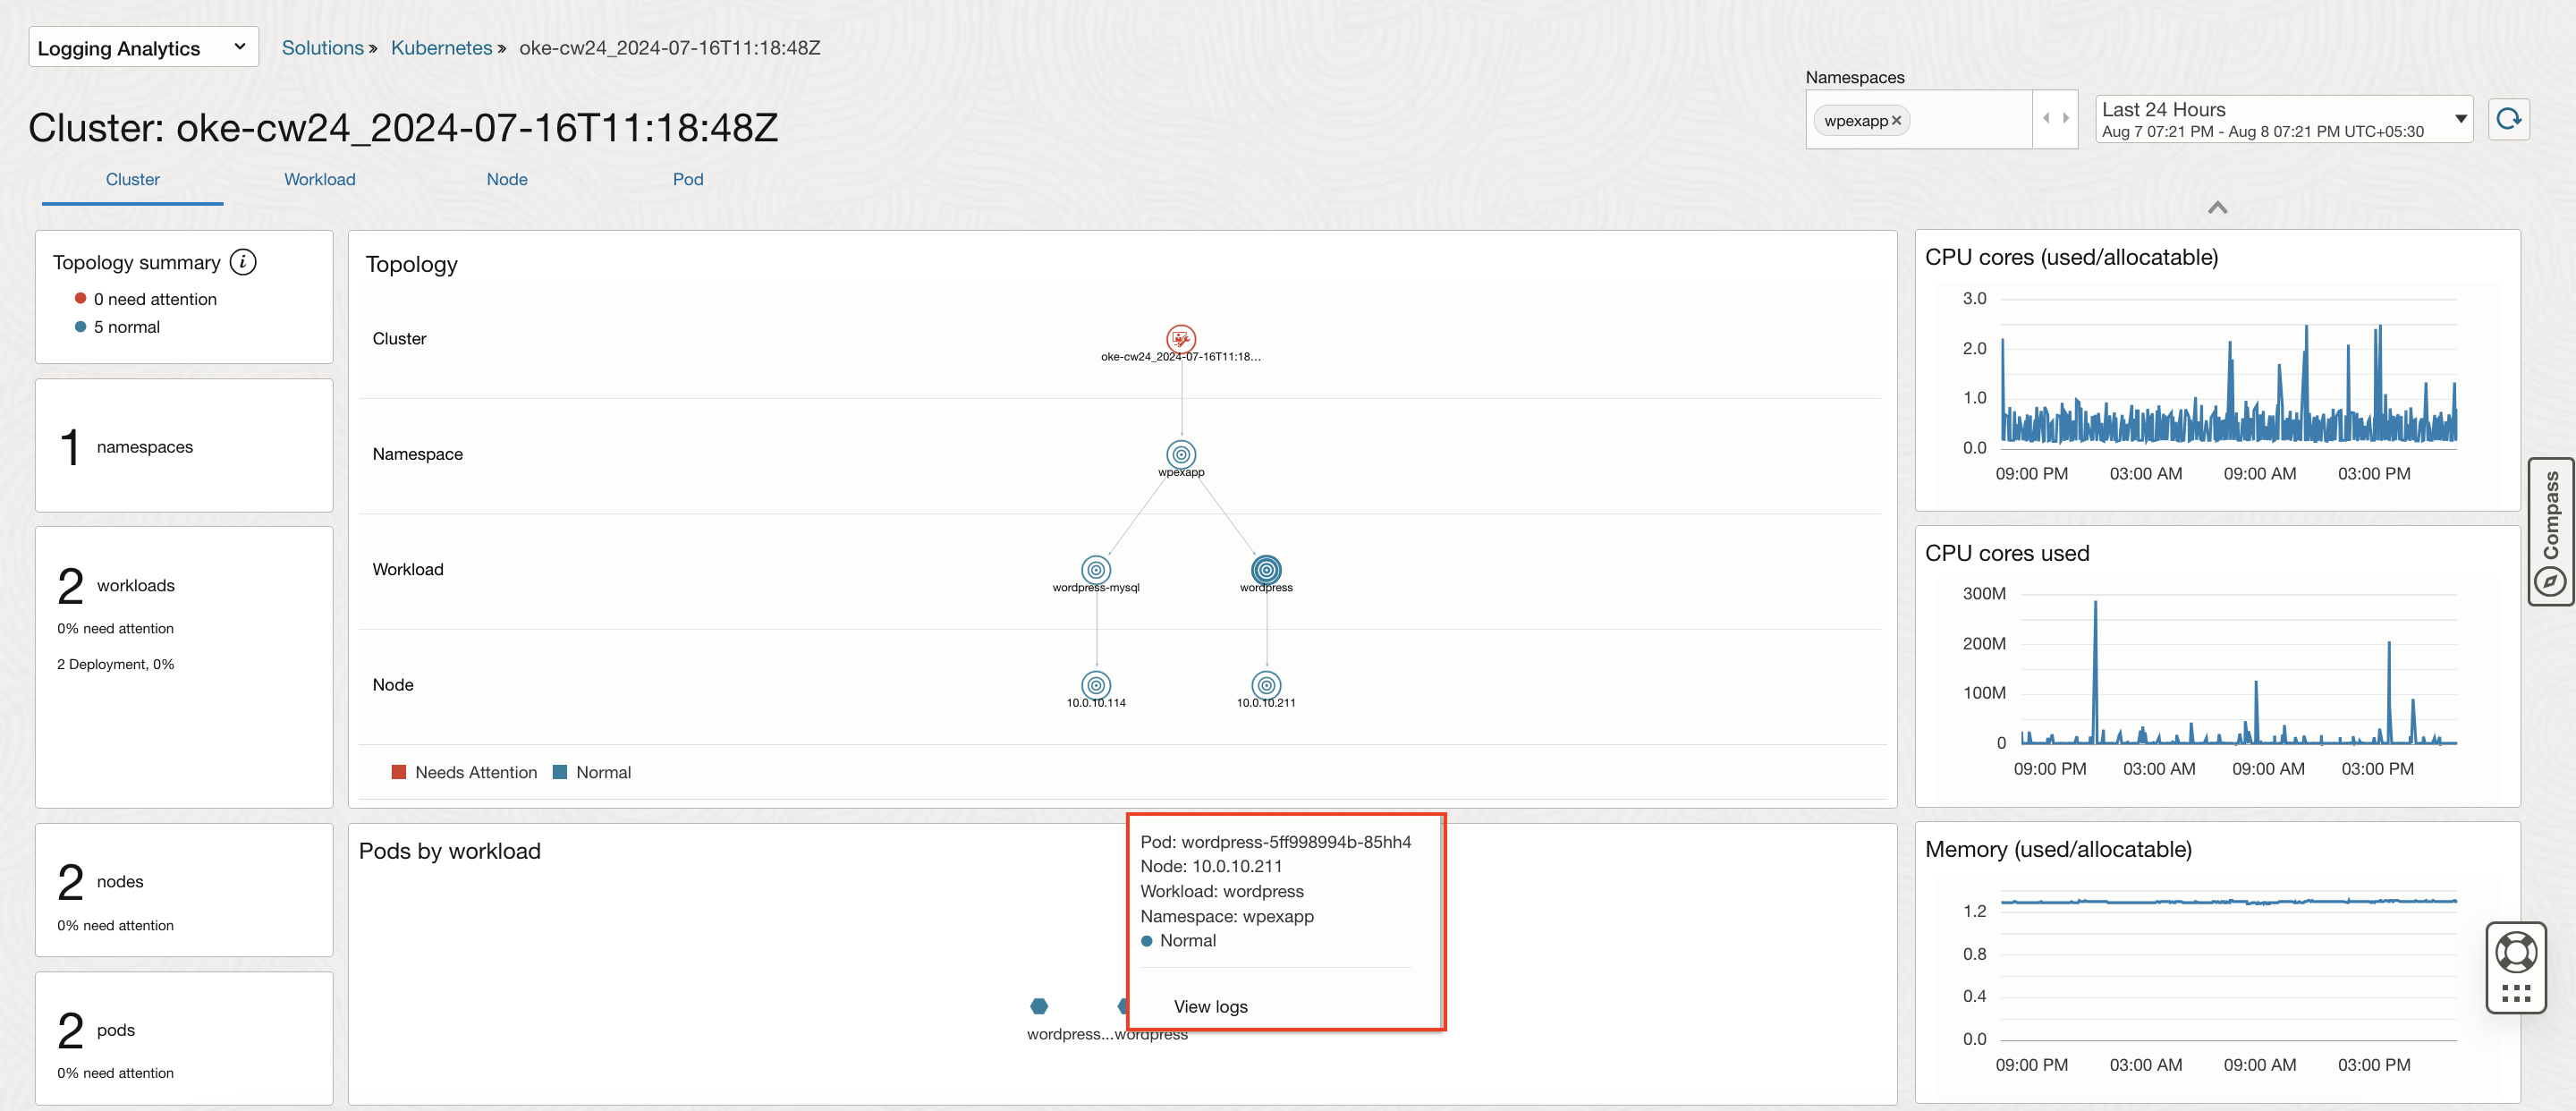 Logging Analytics
Solutions » Kubernetes » oke-cw24_2024-07-16T11:18:48Z
Namespaces
wpexapp ×
Last 24 Hours
Aug 7 07:21 PM - Aug 8 07:21 PM UTC+05:30
Cluster: oke-cw24_2024-07-16T11:18:48Z
Cluster
Workload
Node
Pod
Topology summary i
0 need attention
5 normal
1 namespaces
2 workloads
0% need attention
2 Deployment, 0%
2 nodes
0% need attention
2 pods
0% need attention
Topology
Cluster
oke-cw24_2024-07-16T11:18...
Namespace
wpexapp
Workload
wordpress-mysql
wordpress
Node
10.0.10.114
10.0.10.211
Needs Attention
Normal
Pods by workload
Pod: wordpress-5ff998994b-85hh4
Node: 10.0.10.211
Workload: wordpress
Namespace: wpexapp
Normal
View logs
wordpress...
wordpress
CPU cores (used/allocatable)
3.0
2.0
1.0
0.0
09:00 PM
03:00 AM
09:00 AM
03:00 PM
CPU cores used
300M
200M
100M
0
09:00 PM
03:00 AM
09:00 AM
03:00 PM
Memory (used/allocatable)
1.2
0.8
0.4
0.0
09:00 PM
03:00 AM
09:00 AM
03:00 PM
Compass